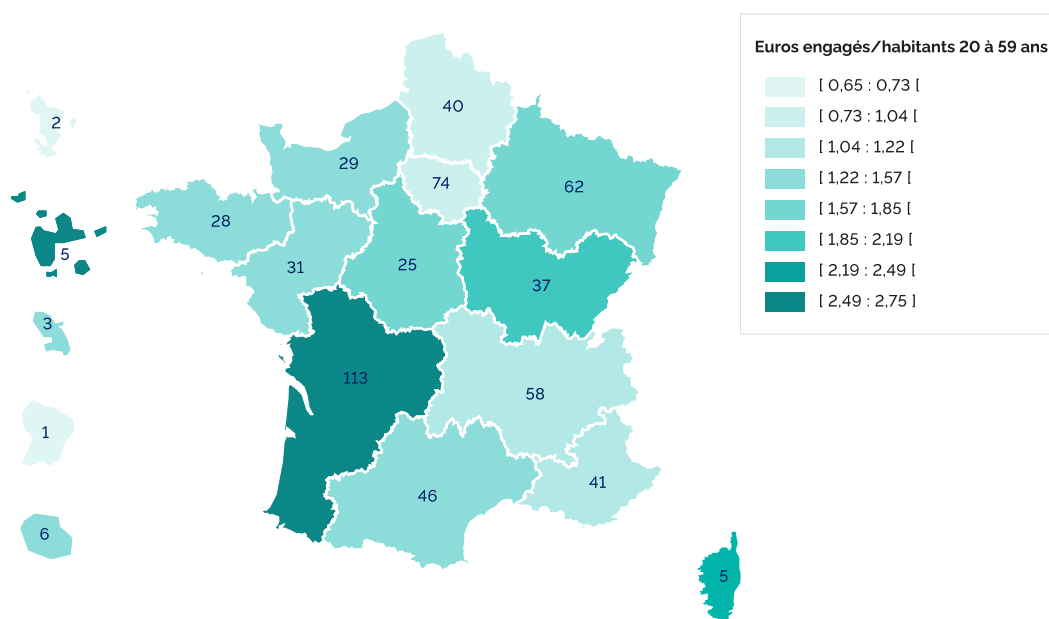 Euros engagés/habitants 20 à 59 ans
[ 0,65 : 0,73 [
[ 0,73 : 1,04 [
[ 1,04 : 1,22 [
[ 1,22 : 1,57 [
[ 1,57 : 1,85 [
[ 1,85 : 2,19 [
[ 2,19 : 2,49 [
[ 2,49 : 2,75 ]
40
2
29
74
62
28
5
31
25
37
3
113
58
1
41
46
6
5